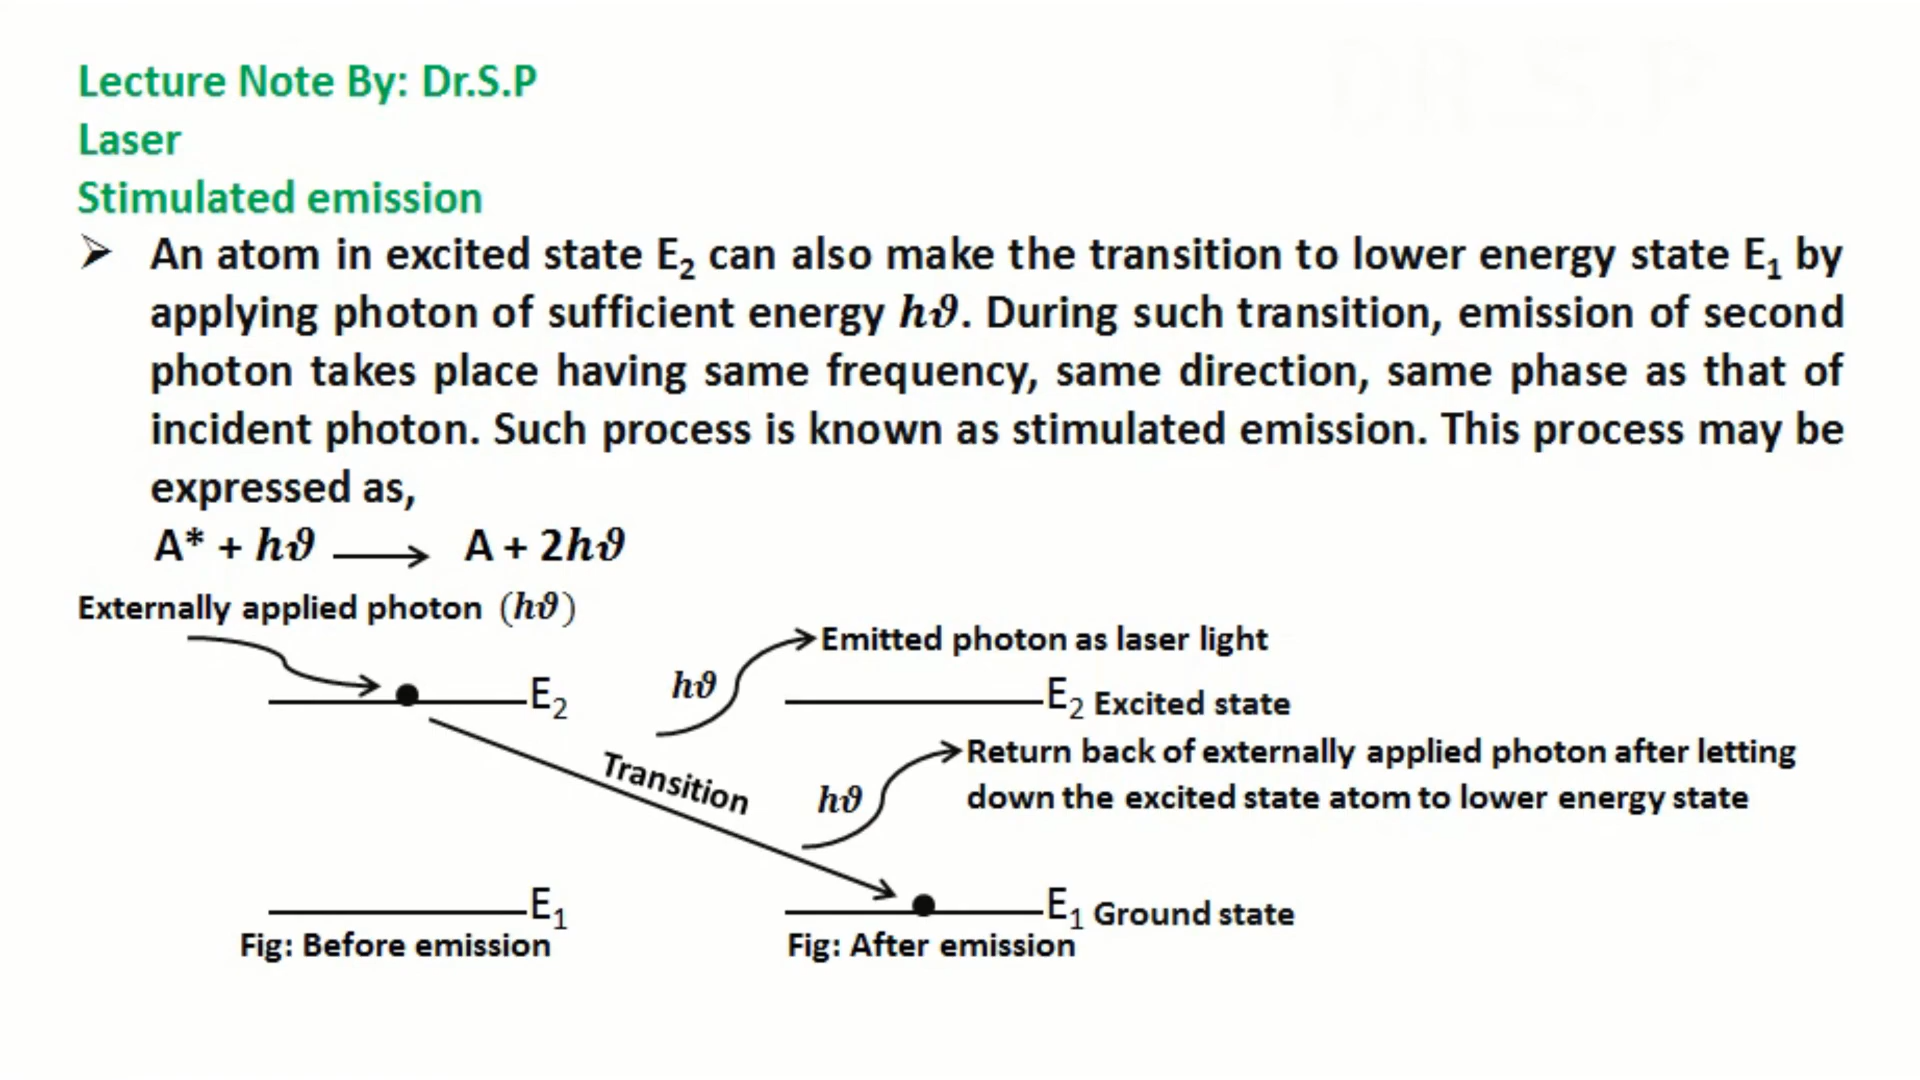 Lecture Note By: Dr.S.P
Laser
Stimulated emission
➢ An atom in excited state E₂ can also make the transition to lower energy state E₁ by
applying photon of sufficient energy hϑ. During such transition, emission of second
photon takes place having same frequency, same direction, same phase as that of
incident photon. Such process is known as stimulated emission. This process may be
expressed as,
A* + hϑ ⟶ A + 2hϑ
Externally applied photon (hϑ)
Emitted photon as laser light
hϑ
E₂
E₂ Excited state
Return back of externally applied photon after letting
down the excited state atom to lower energy state
Transition
hϑ
E₁
E₁ Ground state
Fig: Before emission
Fig: After emission